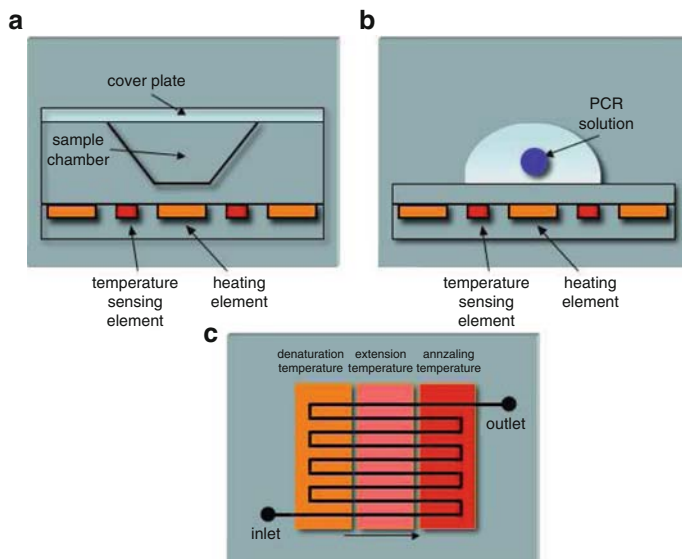 a
cover plate
sample
chamber
temperature
sensing
element
heating
element
b
PCR
solution
temperature
sensing
element
heating
element
c
denaturation
temperature
extension
temperature
annzaling
temperature
outlet
inlet